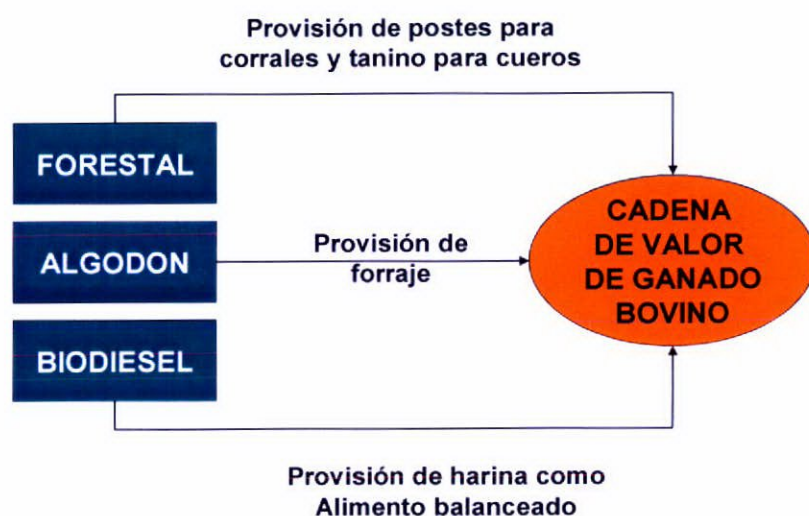 Provisión de postes para
corrales y tanino para cueros
FORESTAL
ALGODON
BIODIESEL
Provisión de
forraje
CADENA
DE VALOR
DE GANADO
BOVINO
Provisión de harina como
Alimento balanceado